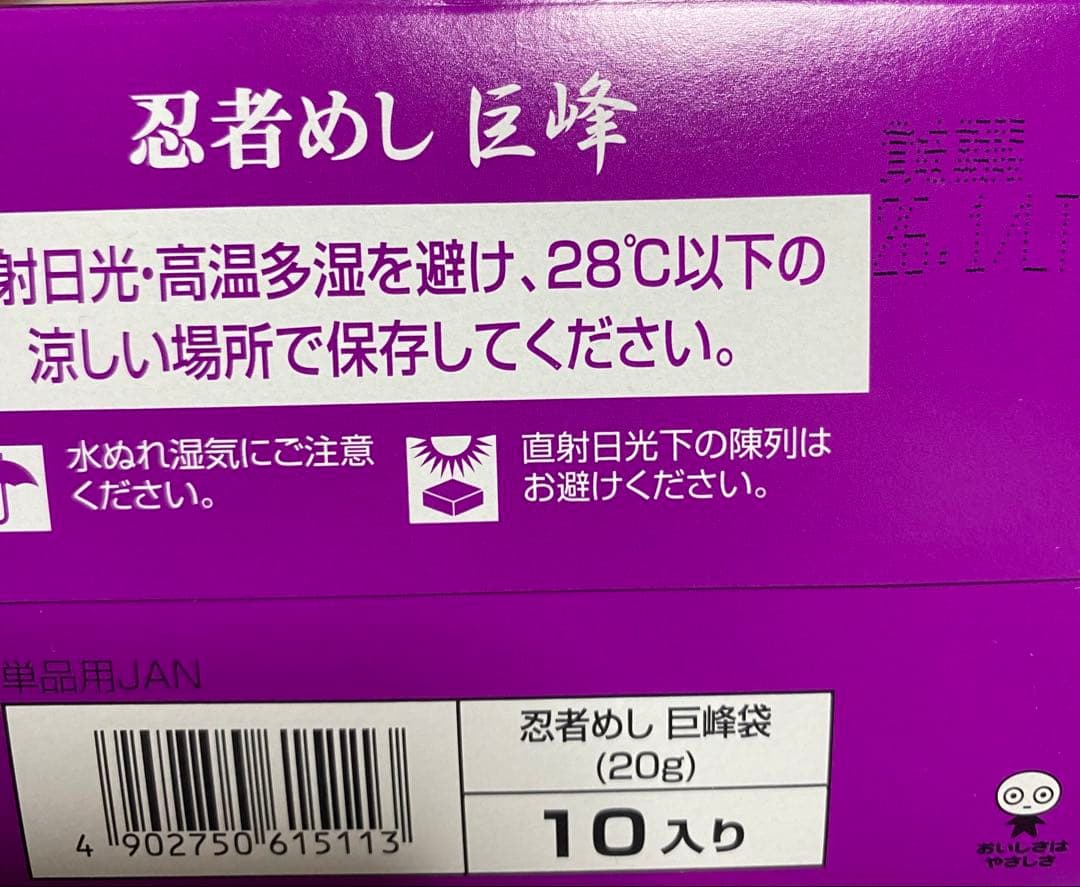 忍者めし 巨峰
射日光・高温多湿を避け、28℃以下の
涼しい場所で保存してください。
水ぬれ湿気にご注意
ください。
直射日光下の陳列は
お避けください。
単品用JAN
4 902750 615113
忍者めし 巨峰袋
(20g)
10入り
おいしさは
やさしさ